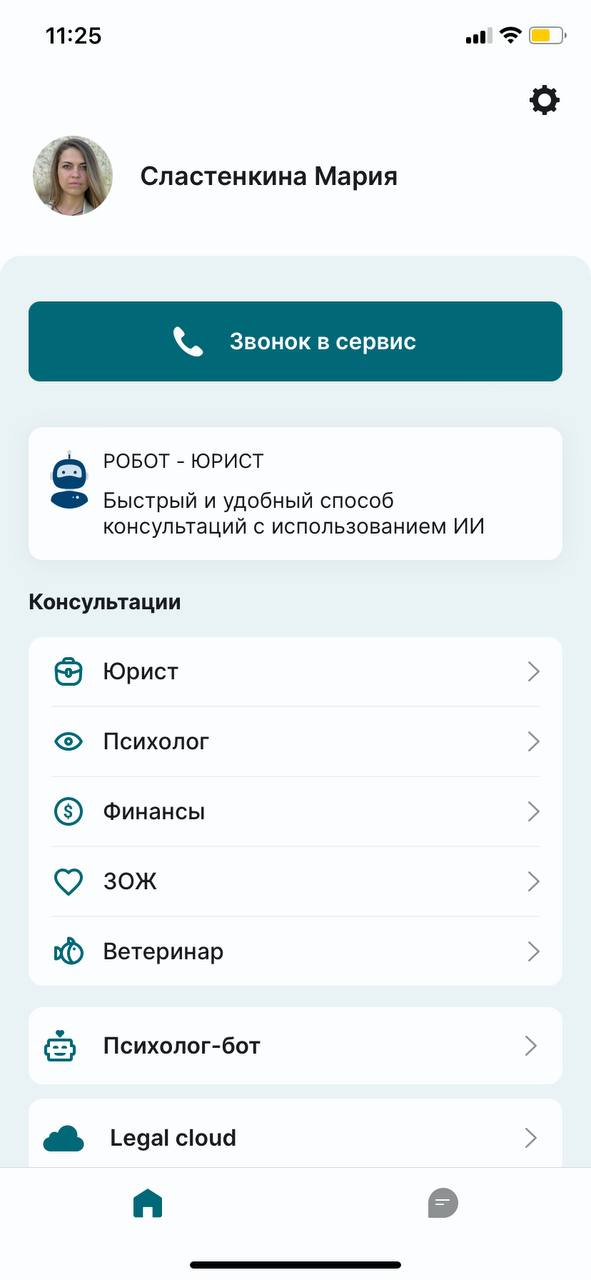 11:25
Сластенкина Мария
Звонок в сервис
РОБОТ - ЮРИСТ
Быстрый и удобный способ
консультаций с использованием ИИ
Консультации
Юрист
Психолог
Финансы
ЗОЖ
Ветеринар
Психолог-бот
Legal cloud